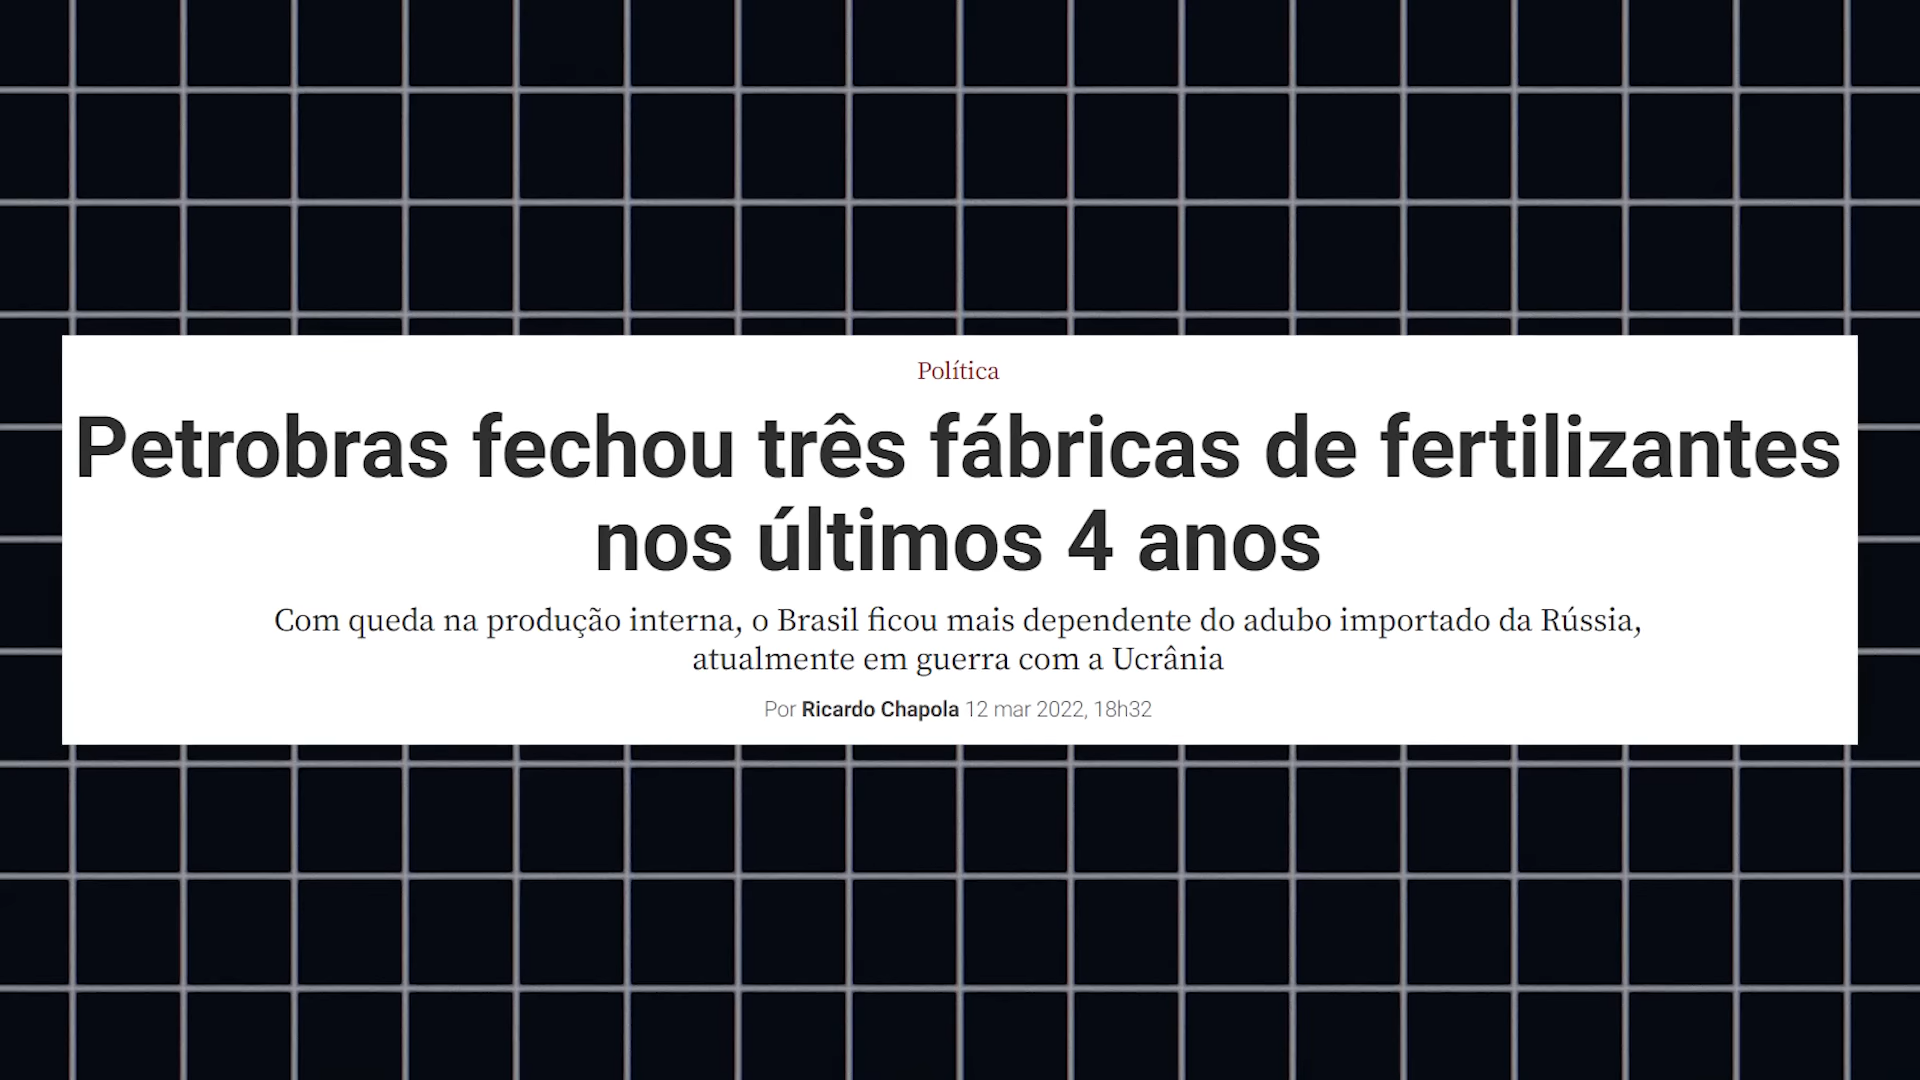 Política
Petrobras fechou três fábricas de fertilizantes
nos últimos 4 anos
Com queda na produção interna, o Brasil ficou mais dependente do adubo importado da Rússia,
atualmente em guerra com a Ucrânia
Por Ricardo Chapola 12 mar 2022, 18h32